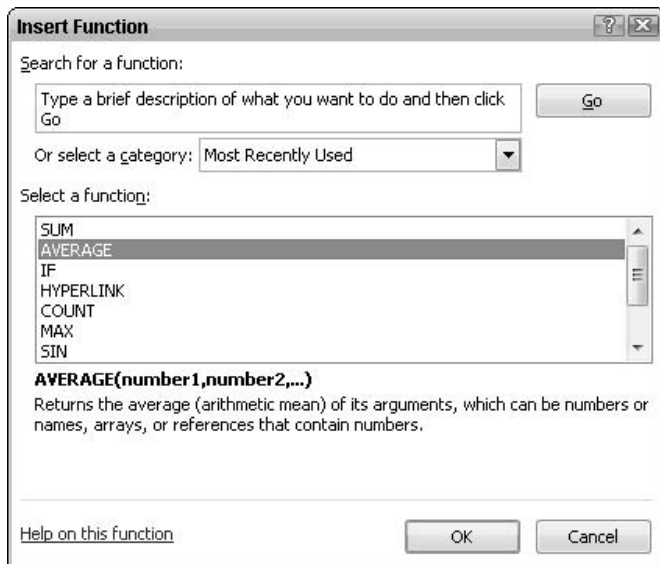 Insert Function
Search for a function:
Type a brief description of what you want to do and then click
Go
Go
Or select a category: Most Recently Used
Select a function:
SUM
AVERAGE
IF
HYPERLINK
COUNT
MAX
SIN
AVERAGE(number1,number2,...)
Returns the average (arithmetic mean) of its arguments, which can be numbers or
names, arrays, or references that contain numbers.
Help on this function
OK
Cancel